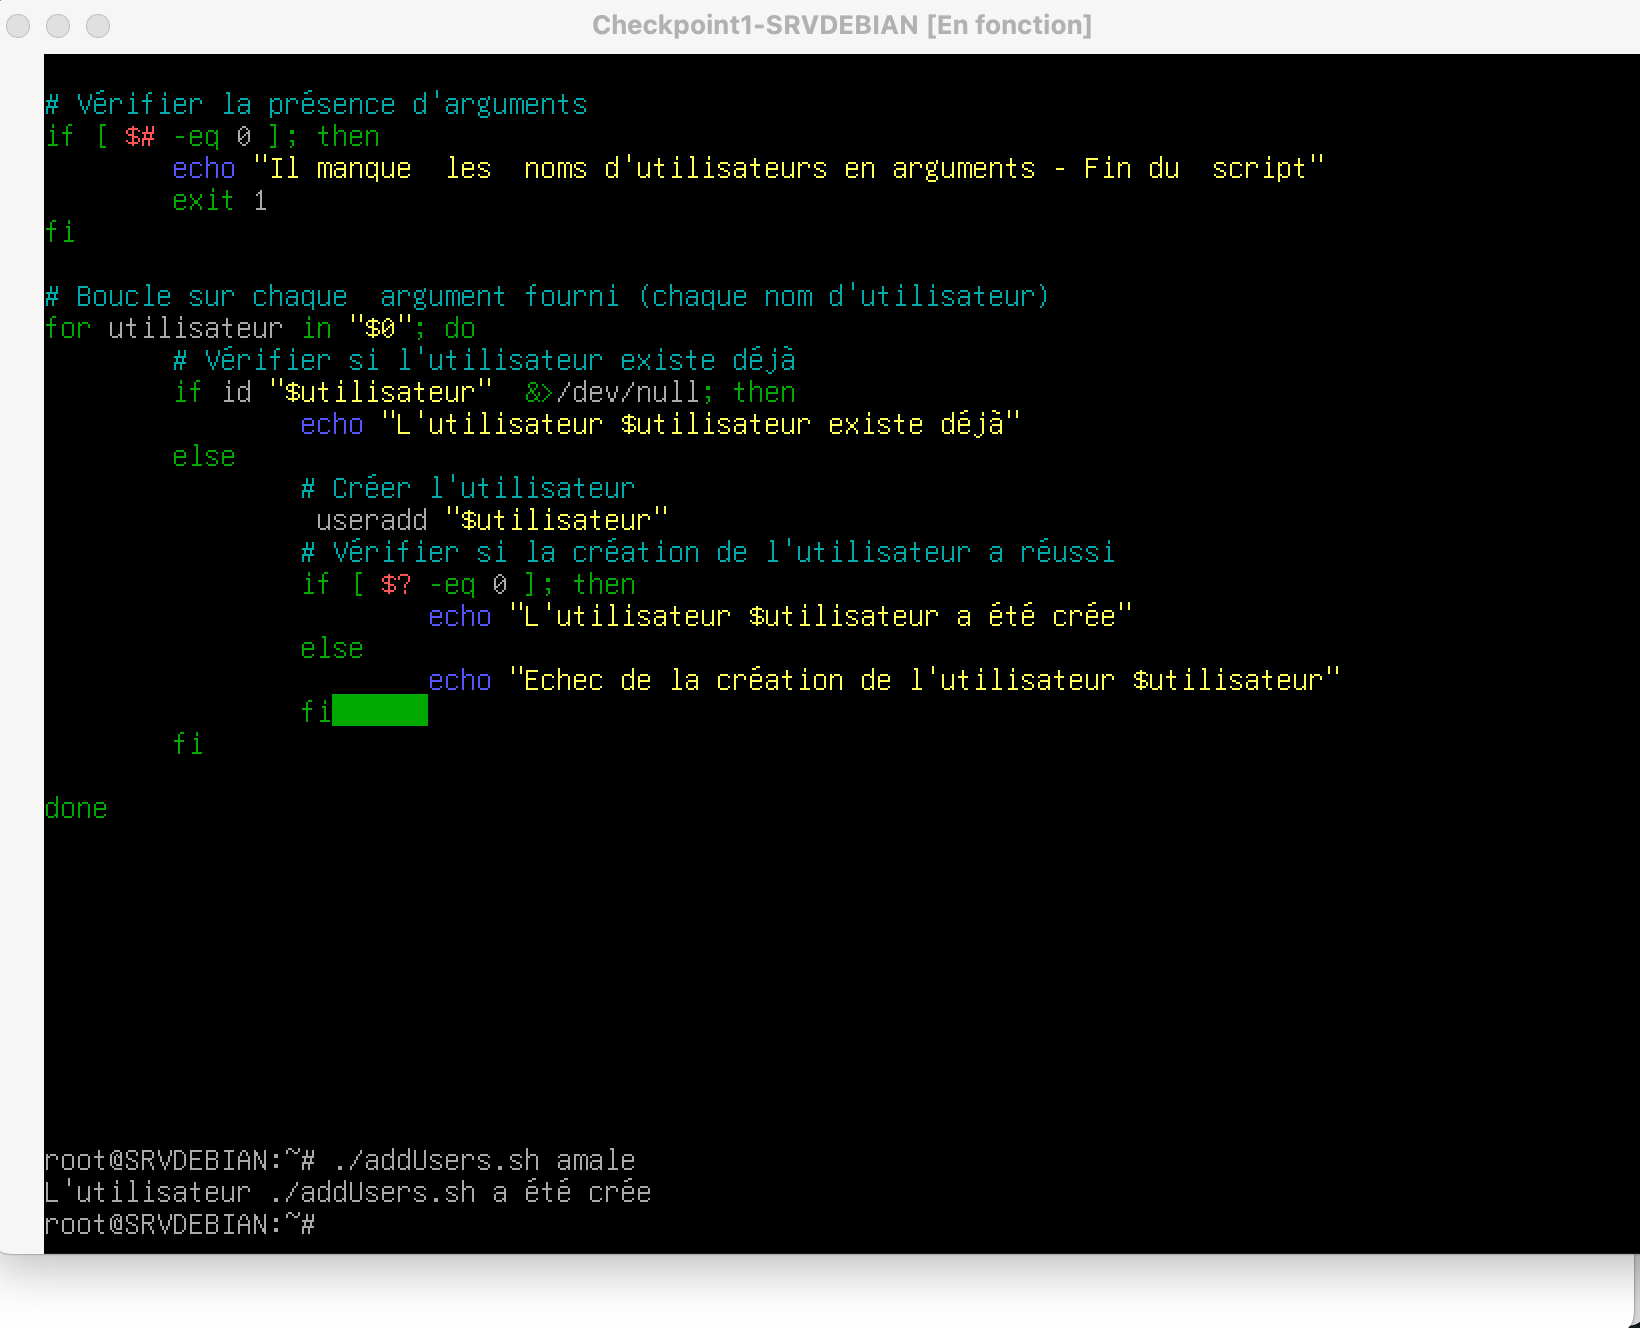 Checkpoint1-SRVDEBIAN [En fonction]
# Vérifier la présence d'arguments
if [ $# -eq 0 ]; then
echo "Il manque  les  noms d'utilisateurs en arguments - Fin du  script"
exit 1
fi
# Boucle sur chaque  argument fourni (chaque nom d'utilisateur)
for utilisateur in "$0"; do
# Vérifier si l'utilisateur existe déjà
if id "$utilisateur"  &>/dev/null; then
echo "L'utilisateur $utilisateur existe déjà"
else
# Créer l'utilisateur
useradd "$utilisateur"
# Vérifier si la création de l'utilisateur a réussi
if [ $? -eq 0 ]; then
echo "L'utilisateur $utilisateur a été crée"
else
echo "Echec de la création de l'utilisateur $utilisateur"
fi
fi
done
root@SRVDEBIAN:~# ./addUsers.sh amale
L'utilisateur ./addUsers.sh a été crée
root@SRVDEBIAN:~#